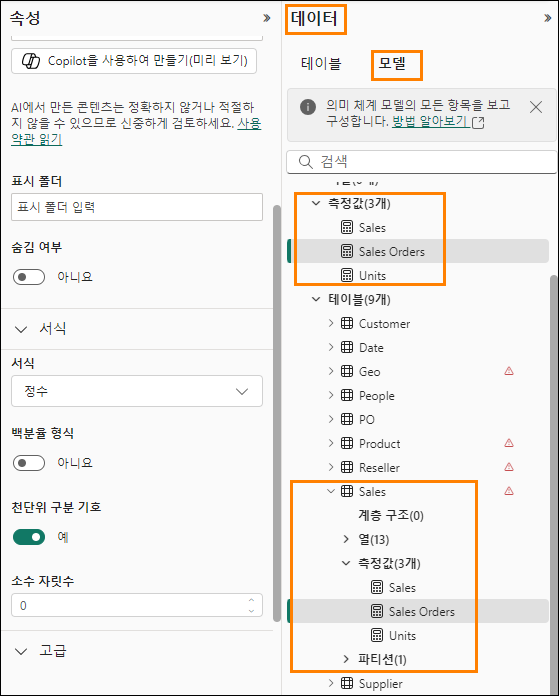 속성
Copilot을 사용하여 만들기(미리 보기)
AI에서 만든 콘텐츠는 정확하지 않거나 적절하
지 않을 수 있으므로 신중하게 검토하세요. 사용
약관 읽기
표시 폴더
표시 폴더 입력
숨김 여부
아니요
서식
서식
정수
백분율 형식
아니요
천단위 구분 기호
예
소수 자릿수
0
고급
데이터
테이블
모델
의미 체계 모델의 모든 항목을 보고
구성합니다. 방법 알아보기
검색
측정값(3개)
Sales
Sales Orders
Units
테이블(9개)
Customer
Date
Geo
People
PO
Product
Reseller
Sales
계층 구조(0)
열(13)
측정값(3개)
Sales
Sales Orders
Units
파티션(1)
Supplier